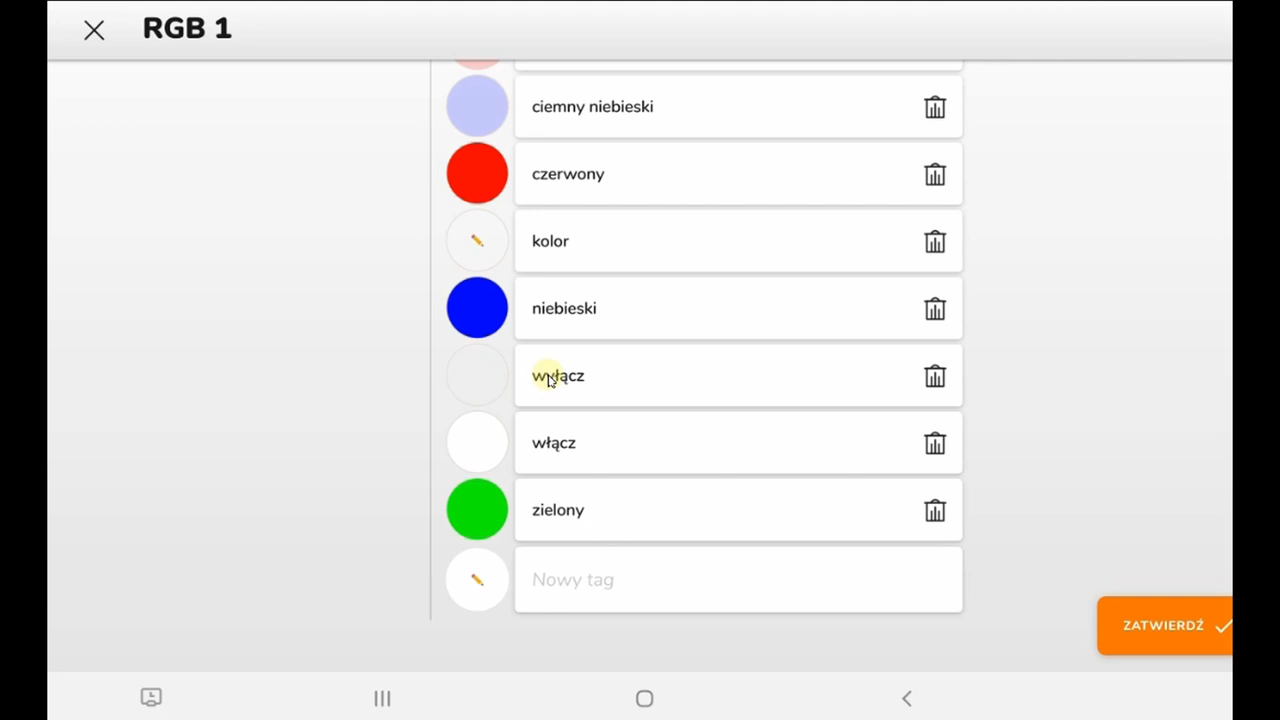 RGB 1
ciemny niebieski
czerwony
kolor
niebieski
wyłącz
włącz
zielony
Nowy tag
ZATWIERDŹ